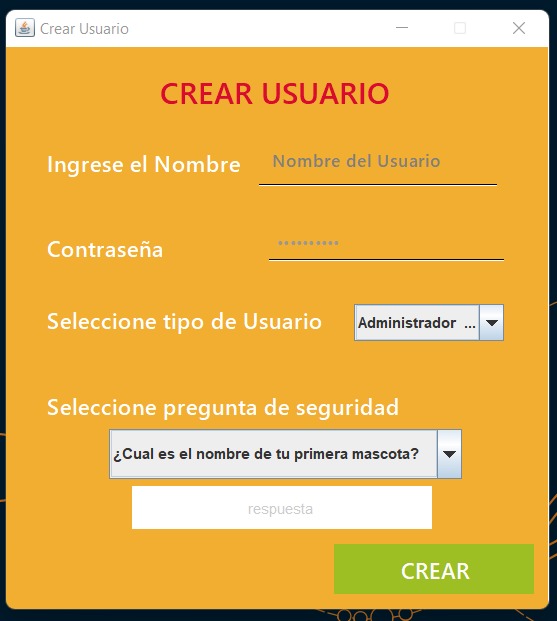 Crear Usuario
CREAR USUARIO
Ingrese el Nombre Nombre del Usuario
Contraseña ••••••••••
Seleccione tipo de Usuario Administrador ...
Seleccione pregunta de seguridad
¿Cual es el nombre de tu primera mascota?
respuesta
CREAR